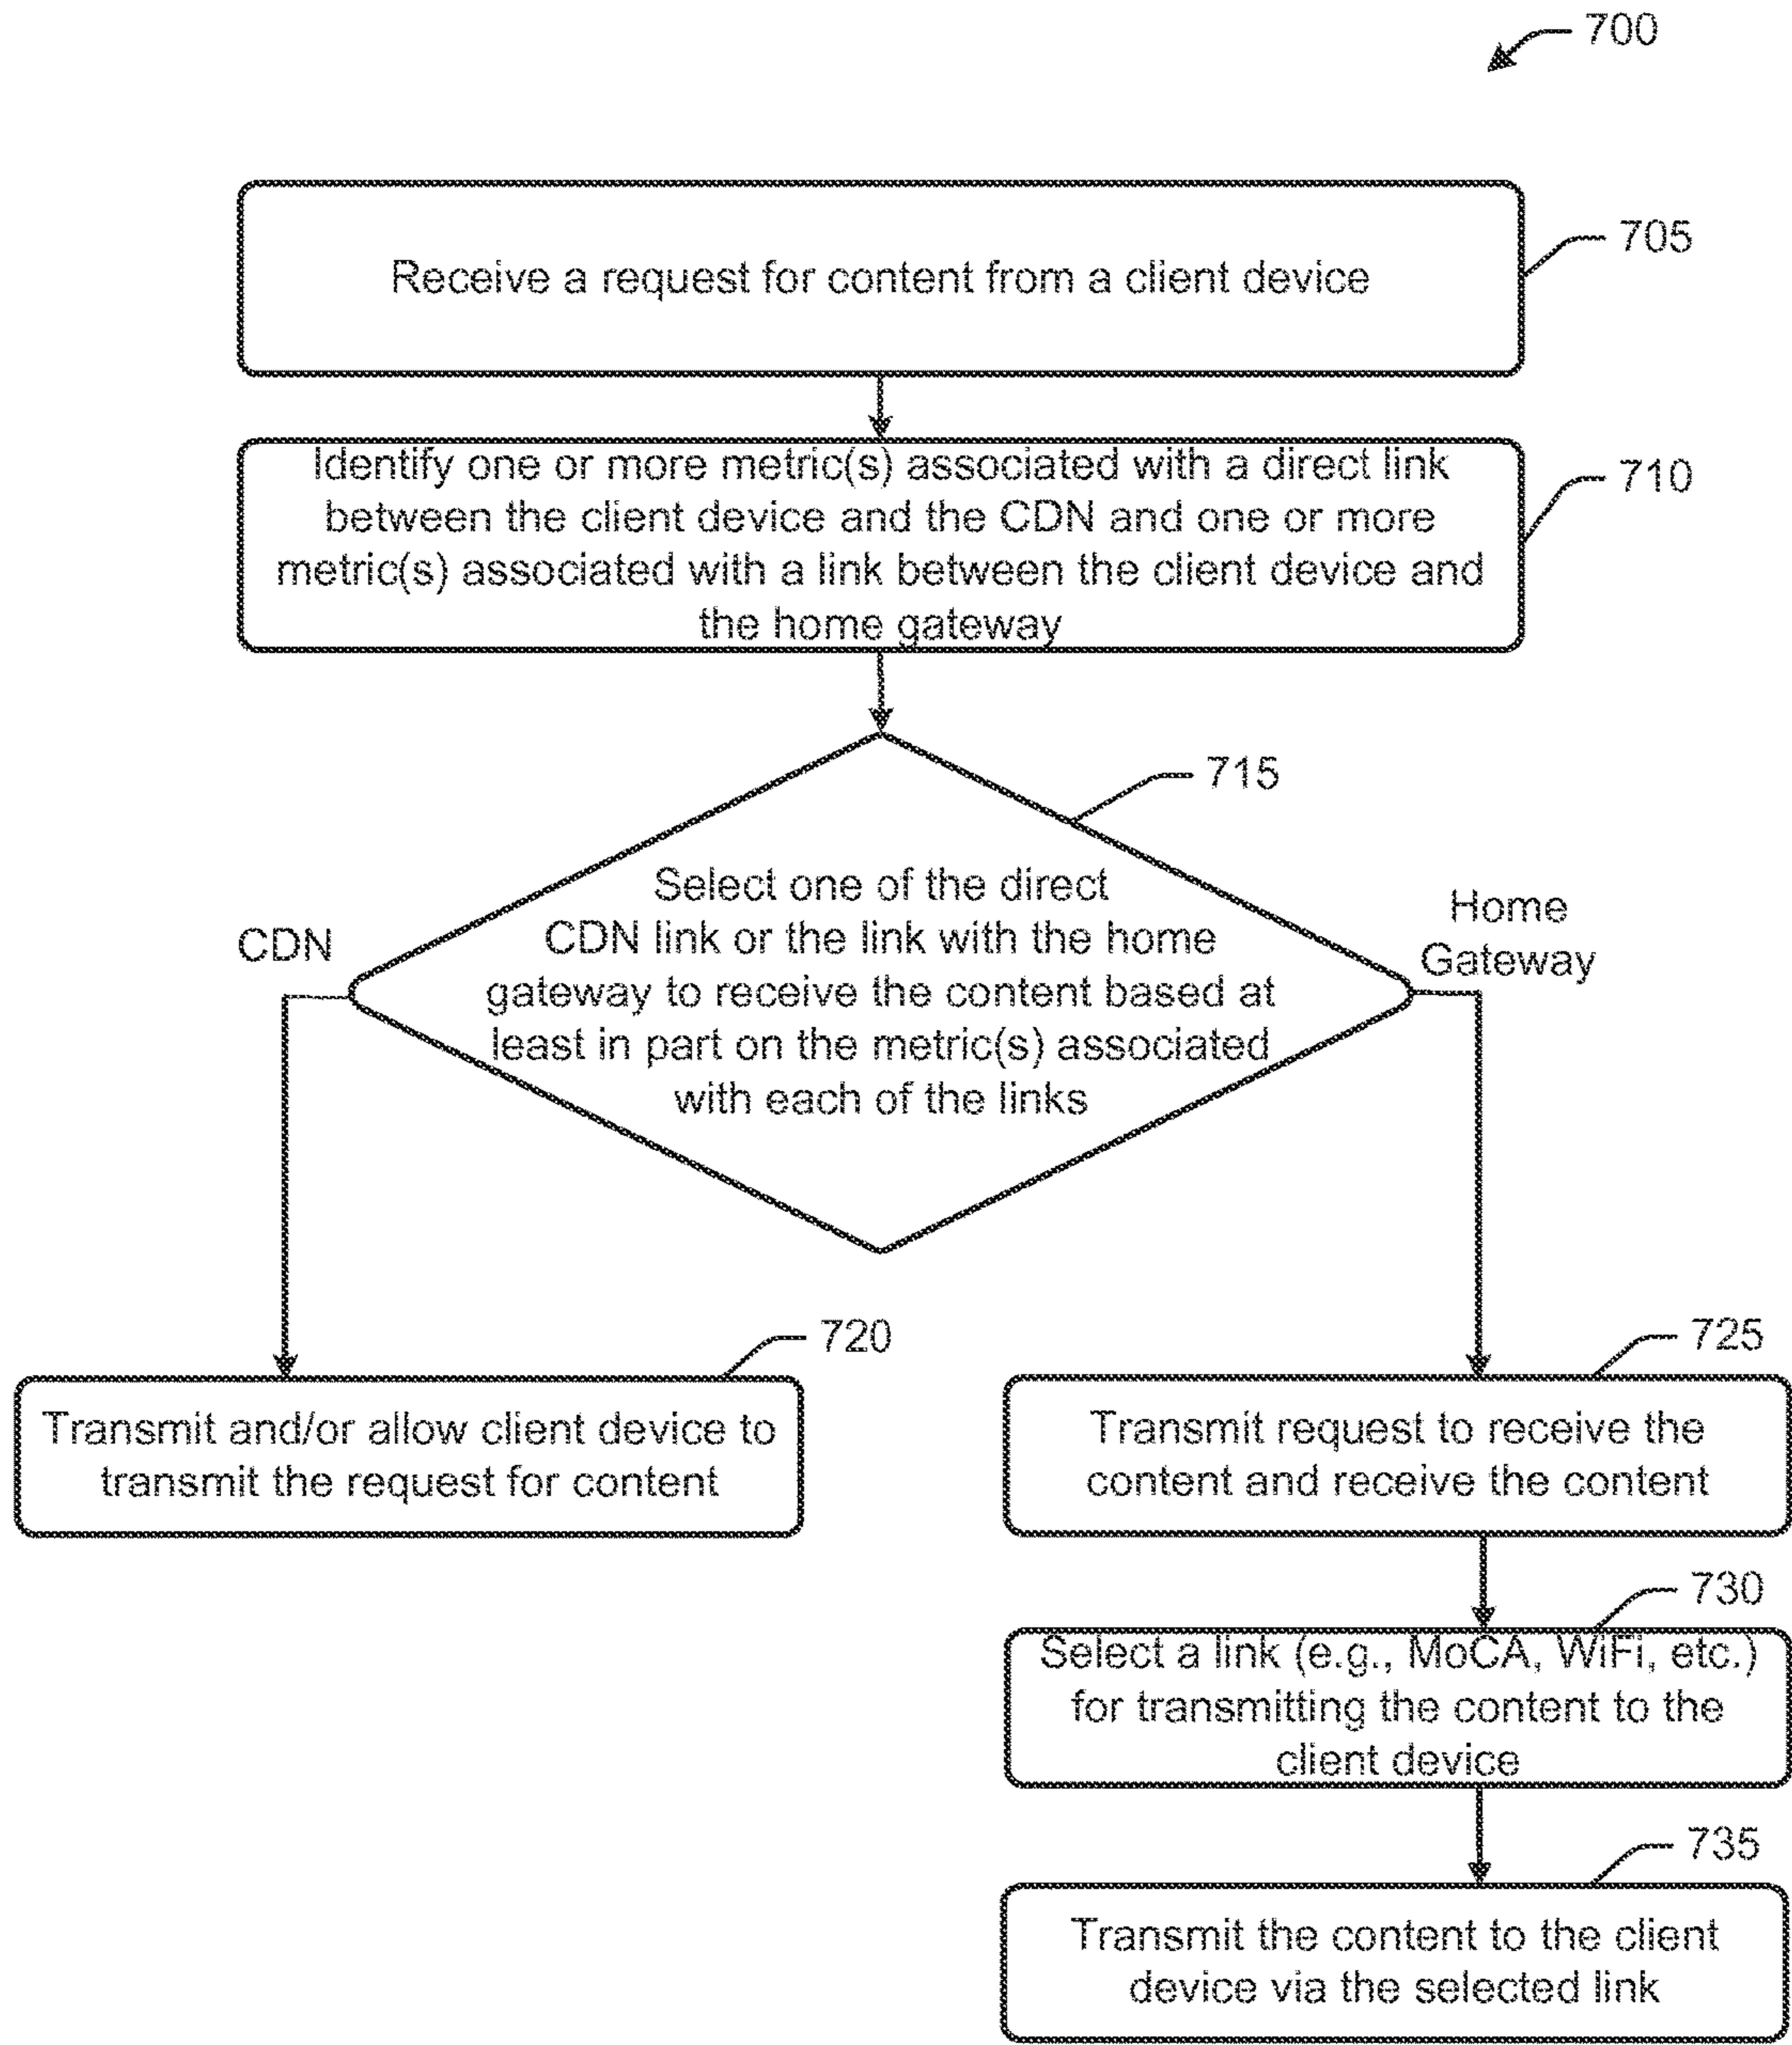 700
Receive a request for content from a client device
705
Identify one or more metric(s) associated with a direct link
between the client device and the CDN and one or more
metric(s) associated with a link between the client device and
the home gateway
710
715
Select one of the direct
CDN link or the link with the home
gateway to receive the content based at
least in part on the metric(s) associated
with each of the links
CDN
Home
Gateway
720
Transmit and/or allow client device to
transmit the request for content
725
Transmit request to receive the
content and receive the content
730
Select a link (e.g., MoCA, WiFi, etc.)
for transmitting the content to the
client device
735
Transmit the content to the client
device via the selected link